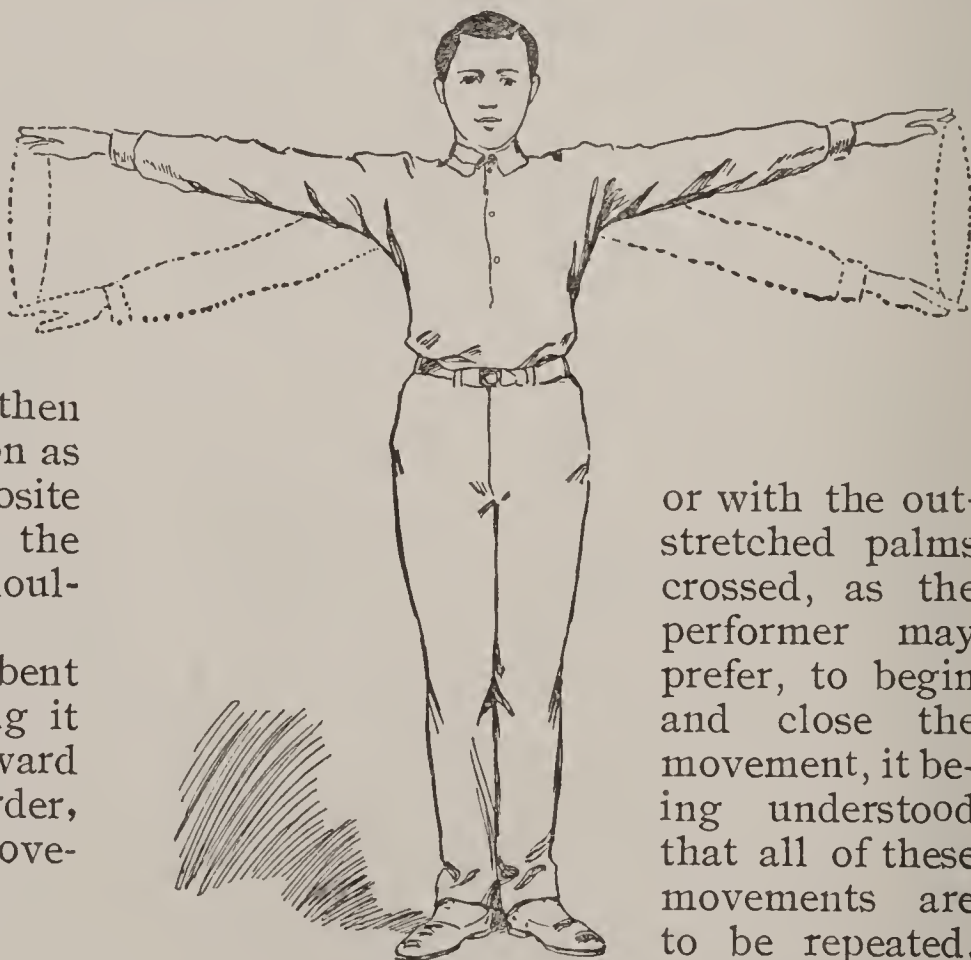 then
n as
osite
the
noul-
bent
g it
ward
rder,
ove-
or with the out-
stretched palms
crossed, as the
performer may
prefer, to begin
and close the
movement, it be-
ing understood
that all of these
movements are
to be repeated.